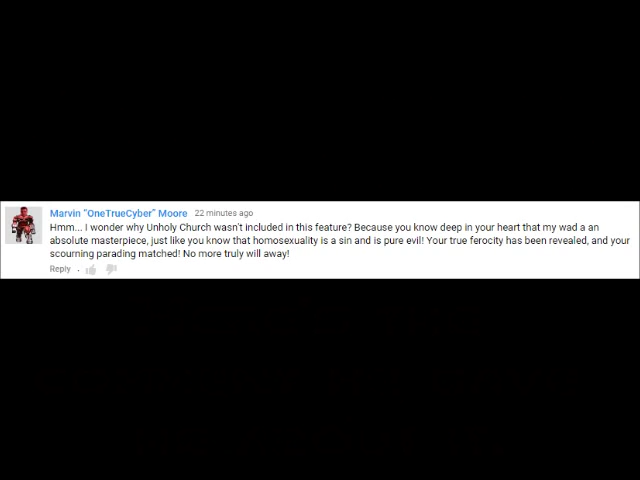 Marvin "OneTrueCyber" Moore 22 minutes ago
Hmm... I wonder why Unholy Church wasn't included in this feature? Because you know deep in your heart that my wad a an
absolute masterpiece, just like you know that homosexuality is a sin and is pure evil! Your true ferocity has been revealed, and your
scourning parading matched! No more truly will away!
Reply .